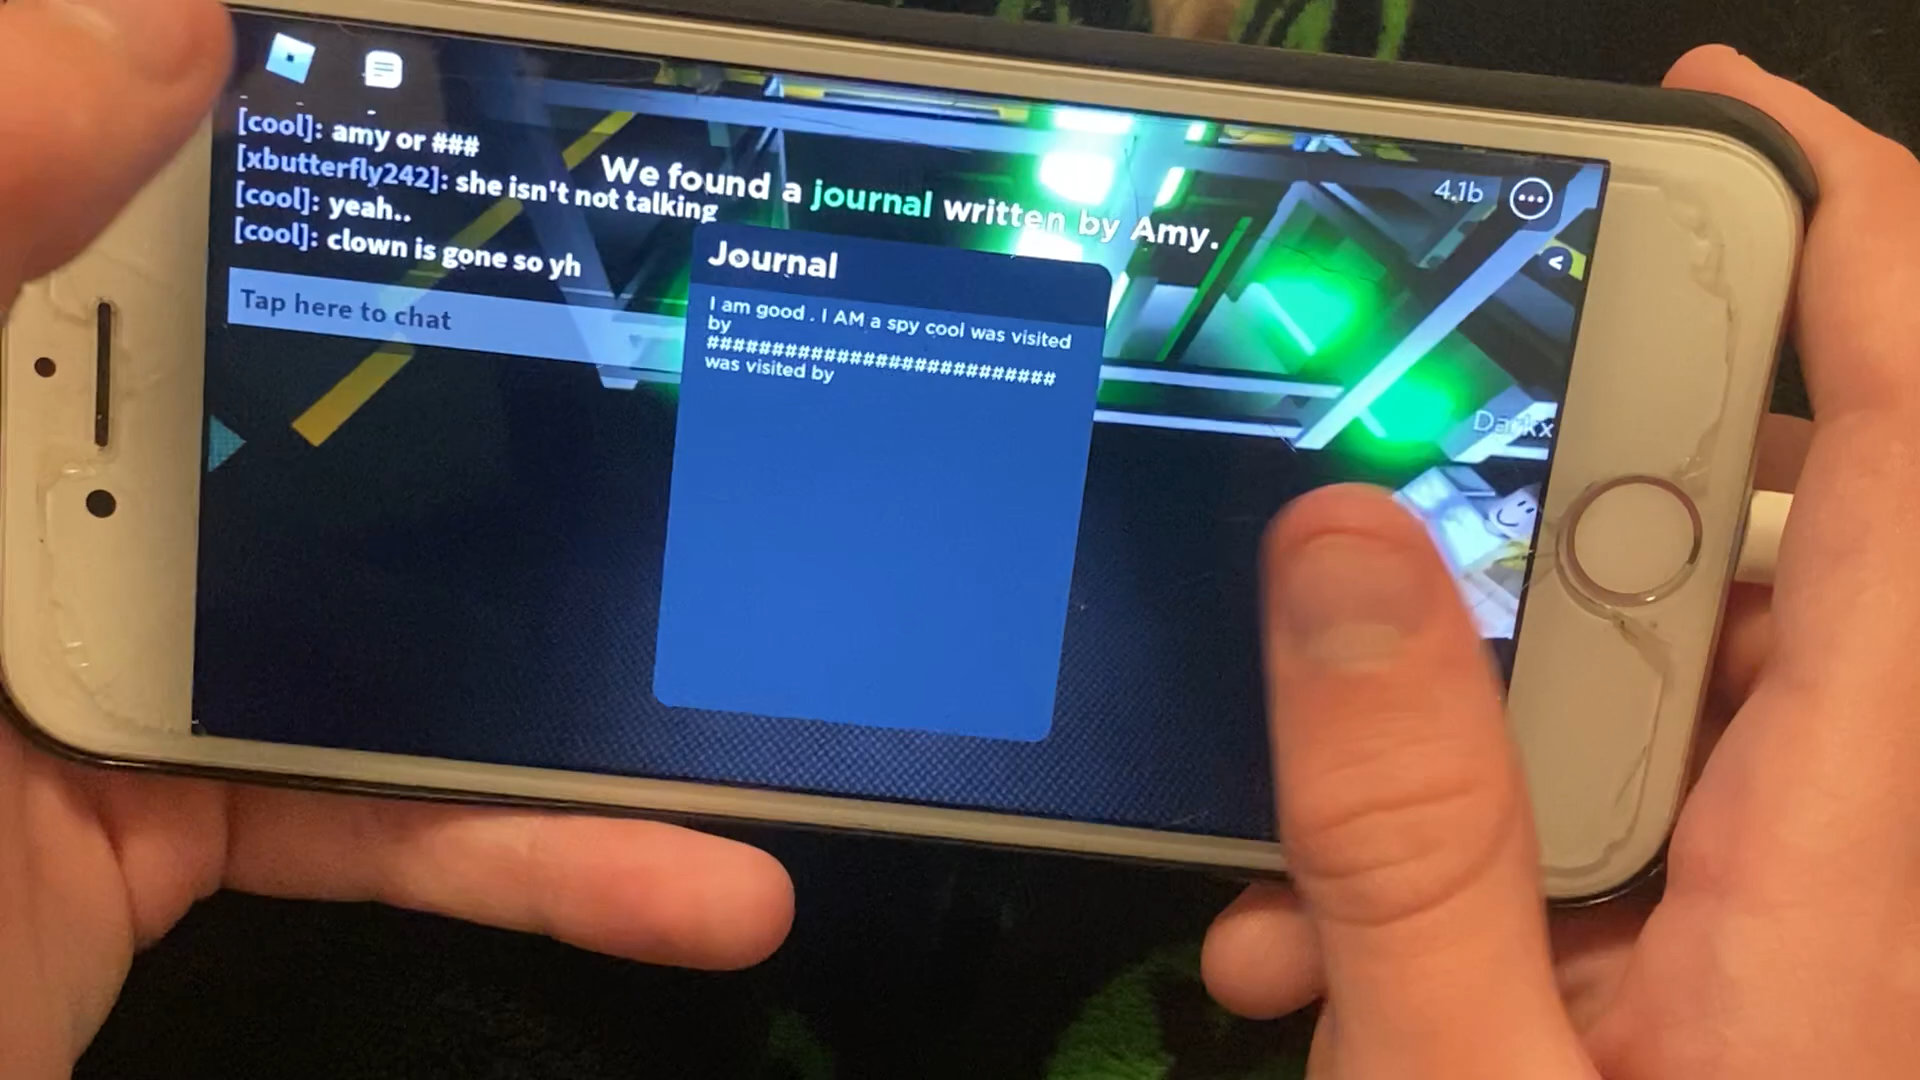 [cool]: amy or ###
[xbutterfly242]: she isn't not talking
[cool]: yeah..
[cool]: clown is gone so yh
Tap here to chat
We found a journal written by Amy.
4.1b
<
Journal
I am good . I AM a spy cool was visited
by
###########################
was visited by
Darkx